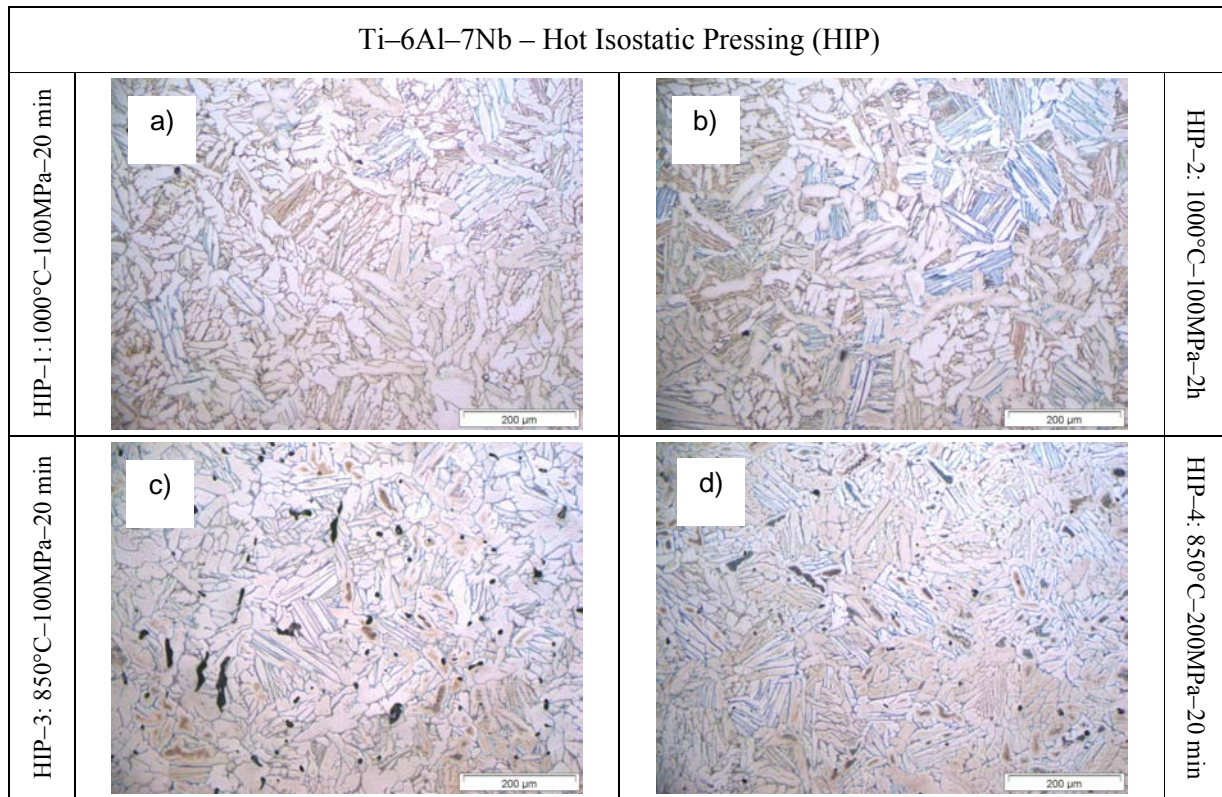 Ti–6Al–7Nb – Hot Isostatic Pressing (HIP)
HIP–1:1000°C–100MPa–20 min
a)
200 µm
b)
200 µm
HIP–2: 1000°C–100MPa–2h
HIP–3: 850°C–100MPa–20 min
c)
200 µm
d)
200 µm
HIP–4: 850°C–200MPa–20 min